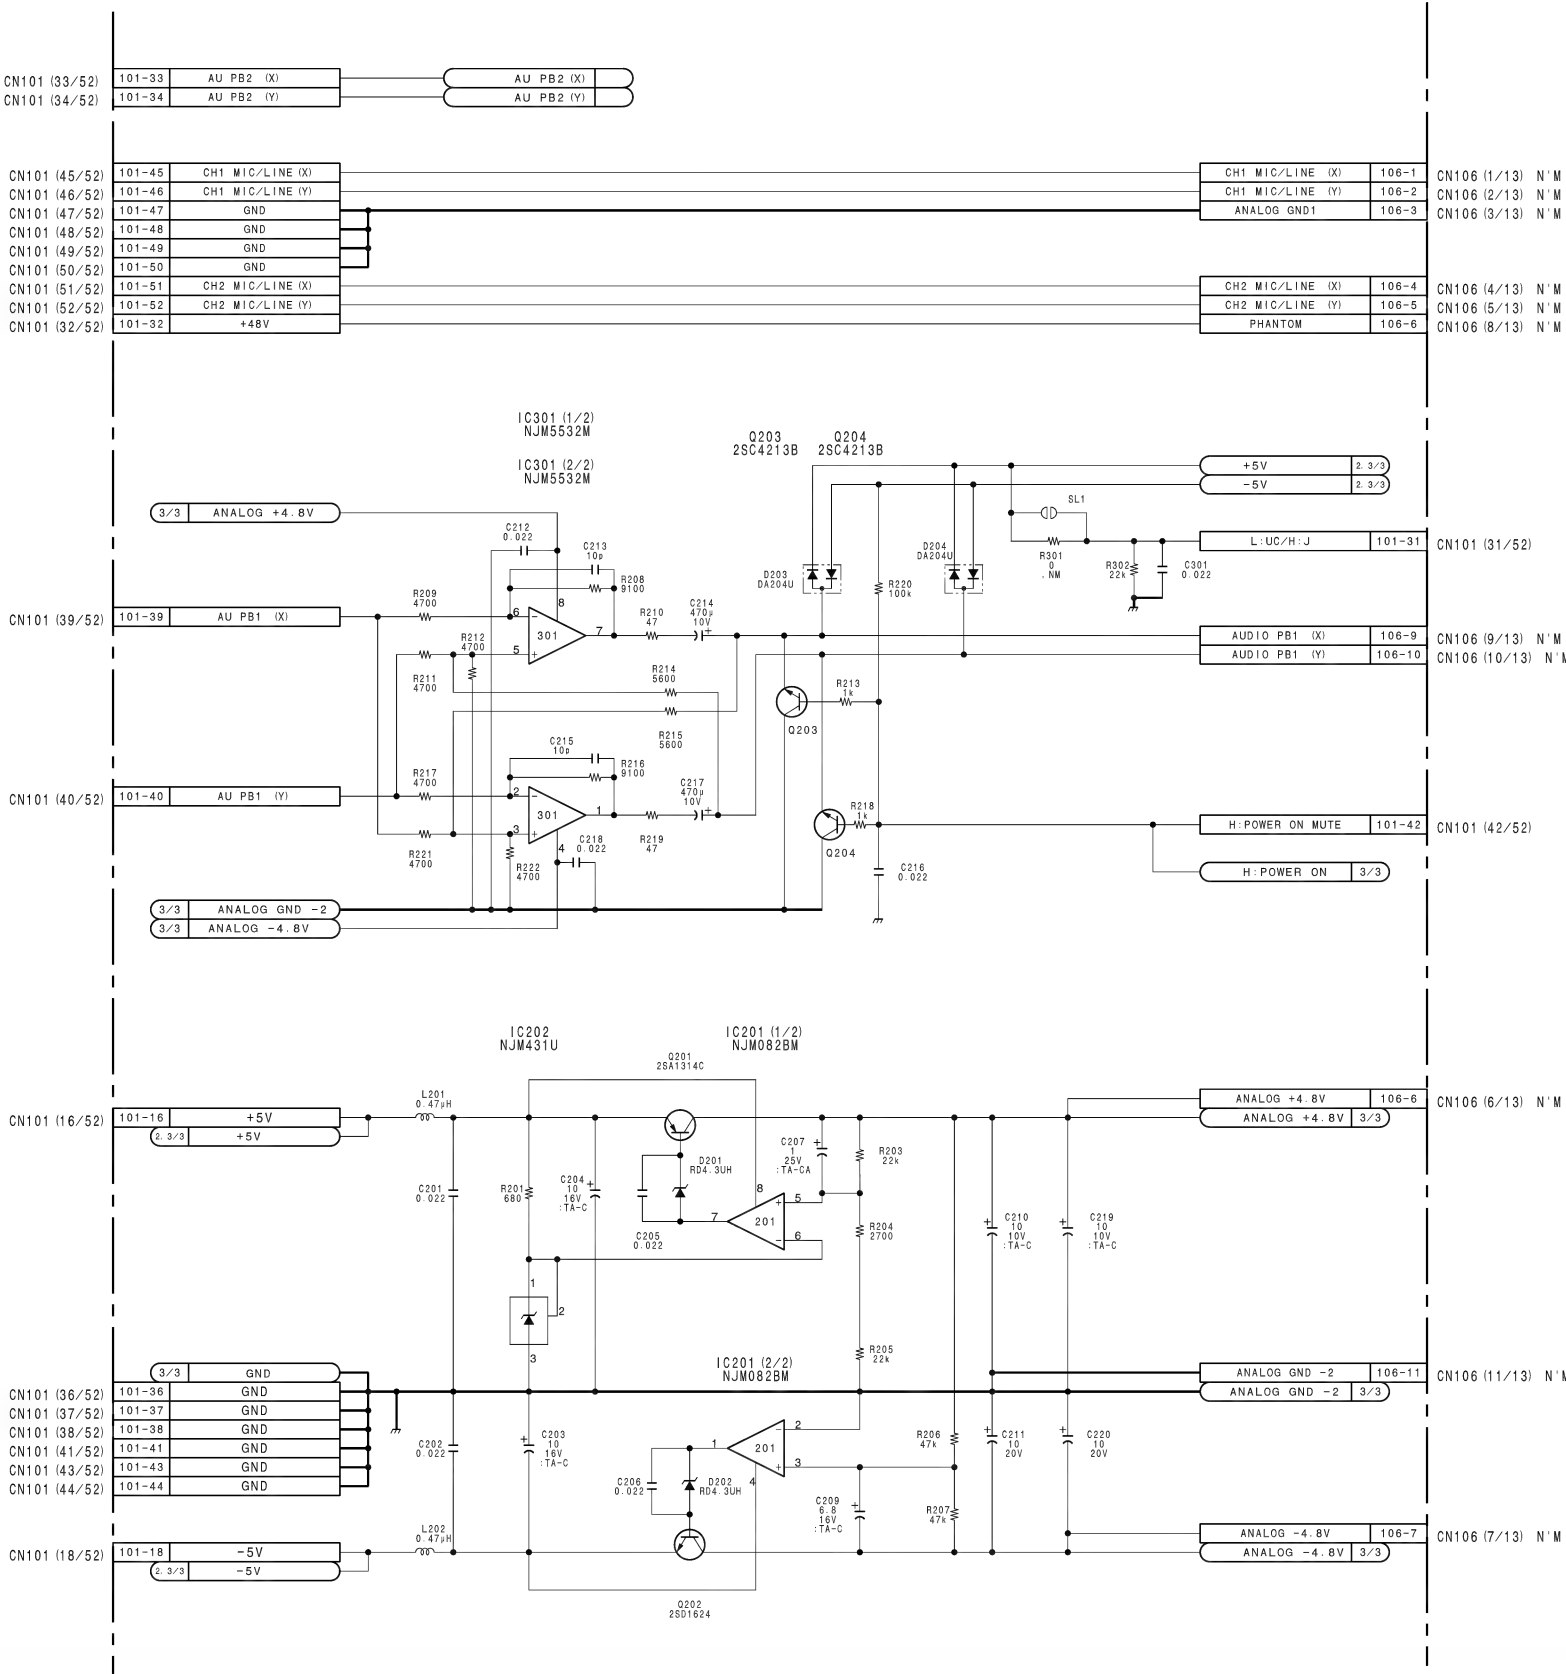 CN101 (33/52) 101-33 AU PB2 (X) AU PB2 (X)
CN101 (34/52) 101-34 AU PB2 (Y) AU PB2 (Y)
CN101 (45/52) 101-45 CH1 MIC/LINE (X) CH1 MIC/LINE (X) 106-1 CN106 (1/13) N'M
CN101 (46/52) 101-46 CH1 MIC/LINE (Y) CH1 MIC/LINE (Y) 106-2 CN106 (2/13) N'M
CN101 (47/52) 101-47 GND ANALOG GND1 106-3 CN106 (3/13) N'M
CN101 (48/52) 101-48 GND
CN101 (49/52) 101-49 GND
CN101 (50/52) 101-50 GND
CN101 (51/52) 101-51 CH2 MIC/LINE (X) CH2 MIC/LINE (X) 106-4 CN106 (4/13) N'M
CN101 (52/52) 101-52 CH2 MIC/LINE (Y) CH2 MIC/LINE (Y) 106-5 CN106 (5/13) N'M
CN101 (32/52) 101-32 +48V PHANTOM 106-6 CN106 (8/13) N'M
IC301 (1/2)
NJM5532M
IC301 (2/2)
NJM5532M
Q203
2SC4213B
Q204
2SC4213B
+5V 2. 3/3
-5V 2. 3/3
SL1
3/3 ANALOG +4.8V
C212
0.022
C213
10p
R208
9100
D203
DA204U
R220
100k
D204
DA204U
R301
0
.NM
R302
22k
C301
0.022
L:UC/H:J 101-31 CN101 (31/52)
CN101 (39/52) 101-39 AU PB1 (X)
R209
4700
R212
4700
R211
4700
6 - 8
5 + 301 7
R210
47
C214
470μ
10V
+
R214
5600
R215
5600
R213
1k
Q203
AUDIO PB1 (X) 106-9 CN106 (9/13) N'M
AUDIO PB1 (Y) 106-10 CN106 (10/13) N'M
CN101 (40/52) 101-40 AU PB1 (Y)
R217
4700
R221
4700
C215
10p
R216
9100
2 -
3 + 301 1
4
C218
0.022
R222
4700
R219
47
C217
470μ
10V
+
R218
1k
Q204
C216
0.022
H:POWER ON MUTE 101-42 CN101 (42/52)
H:POWER ON 3/3
3/3 ANALOG GND -2
3/3 ANALOG -4.8V
IC202
NJM431U
IC201 (1/2)
NJM082BM
Q201
2SA1314C
CN101 (16/52) 101-16 +5V
2. 3/3 +5V
L201
0.47μH
ANALOG +4.8V 106-6 CN106 (6/13) N'M
ANALOG +4.8V 3/3
C201
0.022
R201
680
C204
10
16V
:TA-C
+
D201
RD4.3UH
C205
0.022
7 201 8
+ 5
- 6
C207
1
25V
:TA-CA
+
R203
22k
R204
2700
C210
10
10V
:TA-C
+
C219
10
10V
:TA-C
+
1
2
3
R205
22k
IC201 (2/2)
NJM082BM
3/3 GND
ANALOG GND -2 106-11 CN106 (11/13) N'M
CN101 (36/52) 101-36 GND ANALOG GND -2 3/3
CN101 (37/52) 101-37 GND
CN101 (38/52) 101-38 GND
CN101 (41/52) 101-41 GND
CN101 (43/52) 101-43 GND
CN101 (44/52) 101-44 GND
C202
0.022
C203
10
16V
:TA-C
+
C206
0.022
D202
RD4.3UH
1 201 4
- 2
+ 3
C209
6.8
16V
:TA-C
+
R206
47k
R207
47k
C211
10
20V
+
C220
10
20V
+
CN101 (18/52) 101-18 -5V
2. 3/3 -5V
L202
0.47μH
Q202
2SD1624
ANALOG -4.8V 106-7 CN106 (7/13) N'M
ANALOG -4.8V 3/3